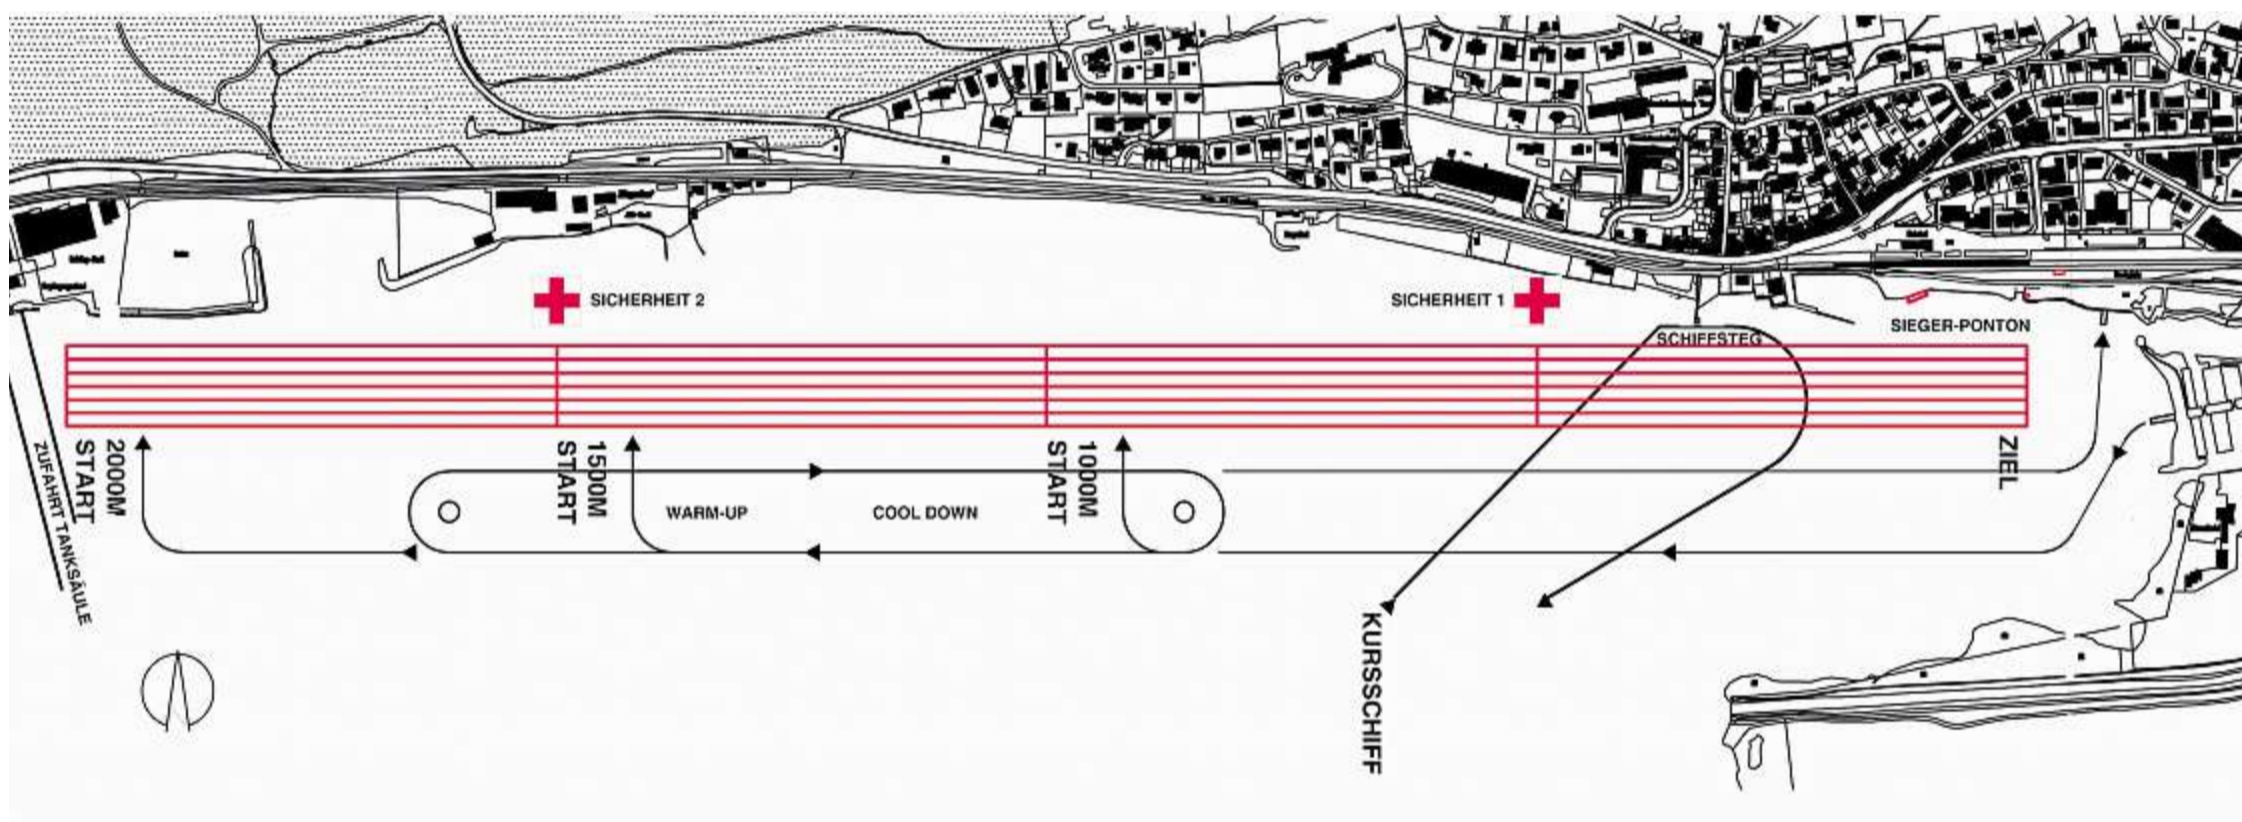 SICHERHEIT 2
SICHERHEIT 1
SIEGER-PONTON
SCHIFFSTEG
ZUFAHRT TANKSÄULE
2000M
START
1500M
START
1000M
START
ZIEL
WARM-UP
COOL DOWN
KURSSCHIFF